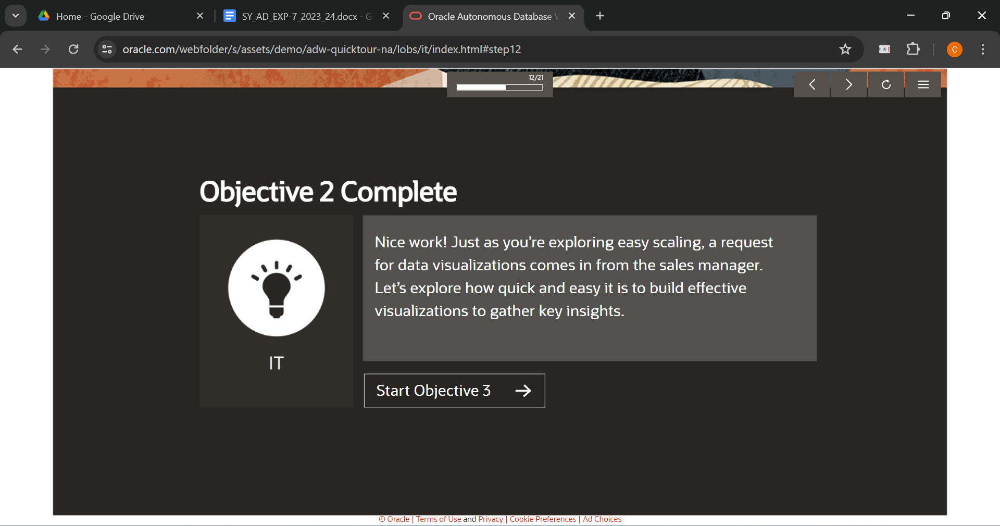 Home - Google Drive
SY_AD_EXP-7_2023_24.docx - G
Oracle Autonomous Database
oracle.com/webfolder/s/assets/demo/adw-quicktour-na/lobs/it/index.html#step12
C
12/21
Objective 2 Complete
Nice work! Just as you’re exploring easy scaling, a request
for data visualizations comes in from the sales manager.
Let’s explore how quick and easy it is to build effective
visualizations to gather key insights.
IT
Start Objective 3
© Oracle | Terms of Use and Privacy | Cookie Preferences | Ad Choices